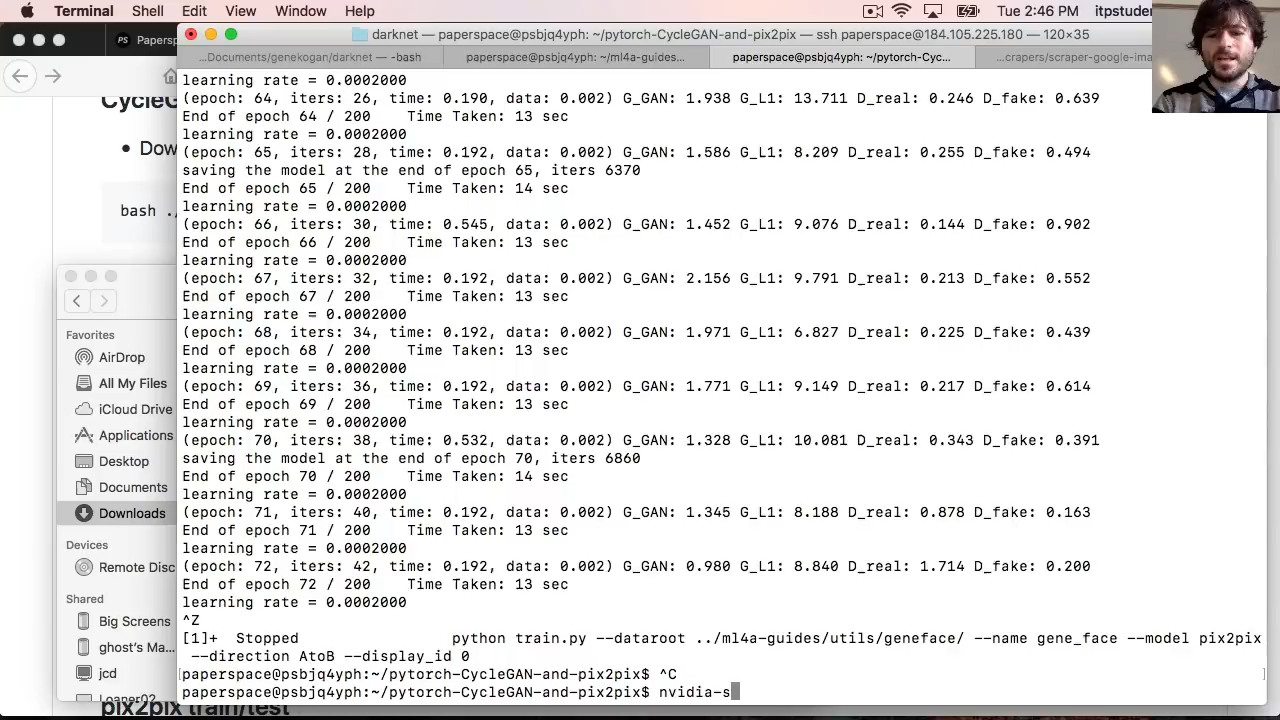 Terminal Shell Edit View Window Help
Tue 2:46 PM itpstuden
darknet — paperspace@psbjq4yph: ~/pytorch-CycleGAN-and-pix2pix — ssh paperspace@184.105.225.180 — 120×35
PS Papersp
...Documents/genekogan/darknet — -bash
paperspace@psbjq4yph: ~/ml4a-guides...
paperspace@psbjq4yph: ~/pytorch-Cyc...
...crapers/scraper-google-ima
CycleG
• Dow
bash ./
Favorites
AirDrop
All My Files
iCloud Drive
Applications
Desktop
Documents
Downloads
Devices
Remote Disc
Shared
Big Screens
ghost's Ma...
jcd
Loaner02
pix2pix train/test
learning rate = 0.0002000
(epoch: 64, iters: 26, time: 0.190, data: 0.002) G_GAN: 1.938 G_L1: 13.711 D_real: 0.246 D_fake: 0.639
End of epoch 64 / 200 Time Taken: 13 sec
learning rate = 0.0002000
(epoch: 65, iters: 28, time: 0.192, data: 0.002) G_GAN: 1.586 G_L1: 8.209 D_real: 0.255 D_fake: 0.494
saving the model at the end of epoch 65, iters 6370
End of epoch 65 / 200 Time Taken: 14 sec
learning rate = 0.0002000
(epoch: 66, iters: 30, time: 0.545, data: 0.002) G_GAN: 1.452 G_L1: 9.076 D_real: 0.144 D_fake: 0.902
End of epoch 66 / 200 Time Taken: 13 sec
learning rate = 0.0002000
(epoch: 67, iters: 32, time: 0.192, data: 0.002) G_GAN: 2.156 G_L1: 9.791 D_real: 0.213 D_fake: 0.552
End of epoch 67 / 200 Time Taken: 13 sec
learning rate = 0.0002000
(epoch: 68, iters: 34, time: 0.192, data: 0.002) G_GAN: 1.971 G_L1: 6.827 D_real: 0.225 D_fake: 0.439
End of epoch 68 / 200 Time Taken: 13 sec
learning rate = 0.0002000
(epoch: 69, iters: 36, time: 0.192, data: 0.002) G_GAN: 1.771 G_L1: 9.149 D_real: 0.217 D_fake: 0.614
End of epoch 69 / 200 Time Taken: 13 sec
learning rate = 0.0002000
(epoch: 70, iters: 38, time: 0.532, data: 0.002) G_GAN: 1.328 G_L1: 10.081 D_real: 0.343 D_fake: 0.391
saving the model at the end of epoch 70, iters 6860
End of epoch 70 / 200 Time Taken: 14 sec
learning rate = 0.0002000
(epoch: 71, iters: 40, time: 0.192, data: 0.002) G_GAN: 1.345 G_L1: 8.188 D_real: 0.878 D_fake: 0.163
End of epoch 71 / 200 Time Taken: 13 sec
learning rate = 0.0002000
(epoch: 72, iters: 42, time: 0.192, data: 0.002) G_GAN: 0.980 G_L1: 8.840 D_real: 1.714 D_fake: 0.200
End of epoch 72 / 200 Time Taken: 13 sec
learning rate = 0.0002000
^Z
[1]+ Stopped python train.py --dataroot ../ml4a-guides/utils/geneface/ --name gene_face --model pix2pix
--direction AtoB --display_id 0
paperspace@psbjq4yph:~/pytorch-CycleGAN-and-pix2pix$ ^C
paperspace@psbjq4yph:~/pytorch-CycleGAN-and-pix2pix$ nvidia-s